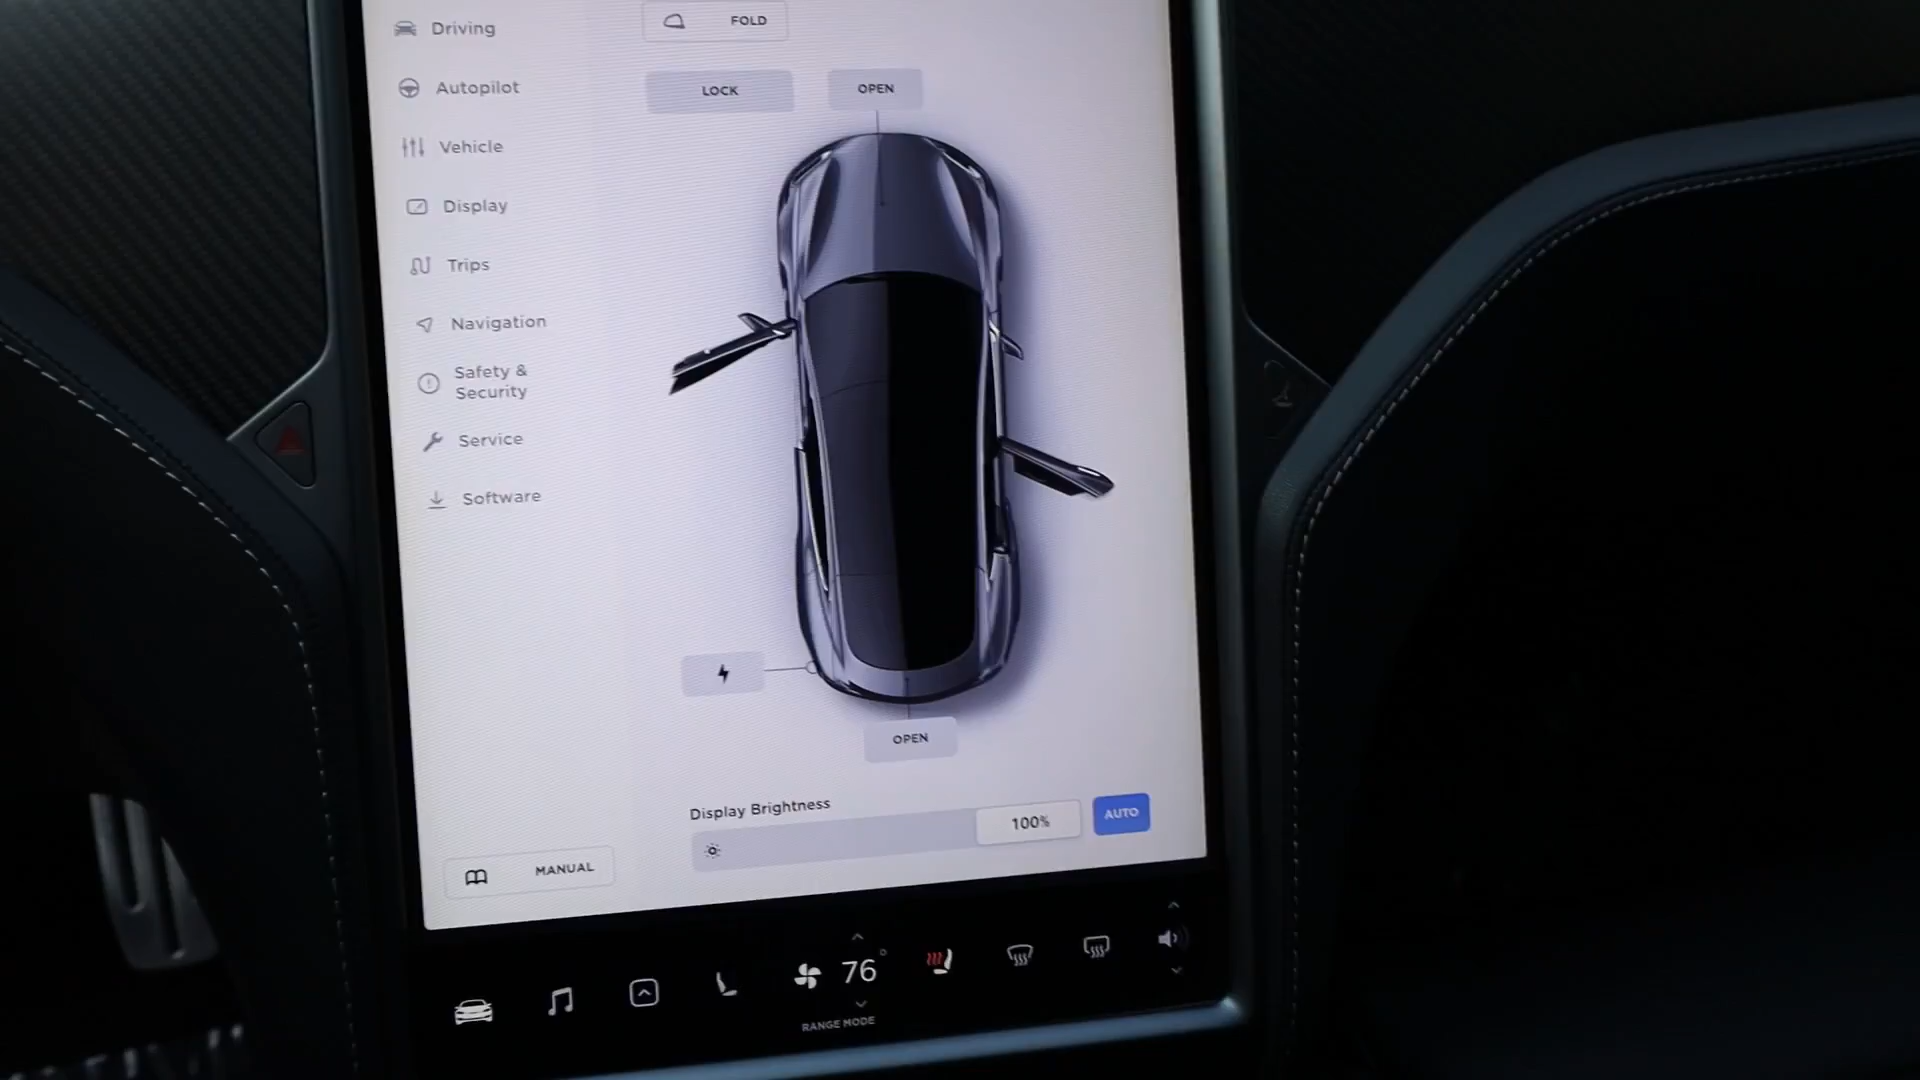 Driving
Autopilot
Vehicle
Display
Trips
Navigation
Safety &
Security
Service
Software
MANUAL
FOLD
LOCK
OPEN
OPEN
Display Brightness
100%
AUTO
76°
RANGE MODE